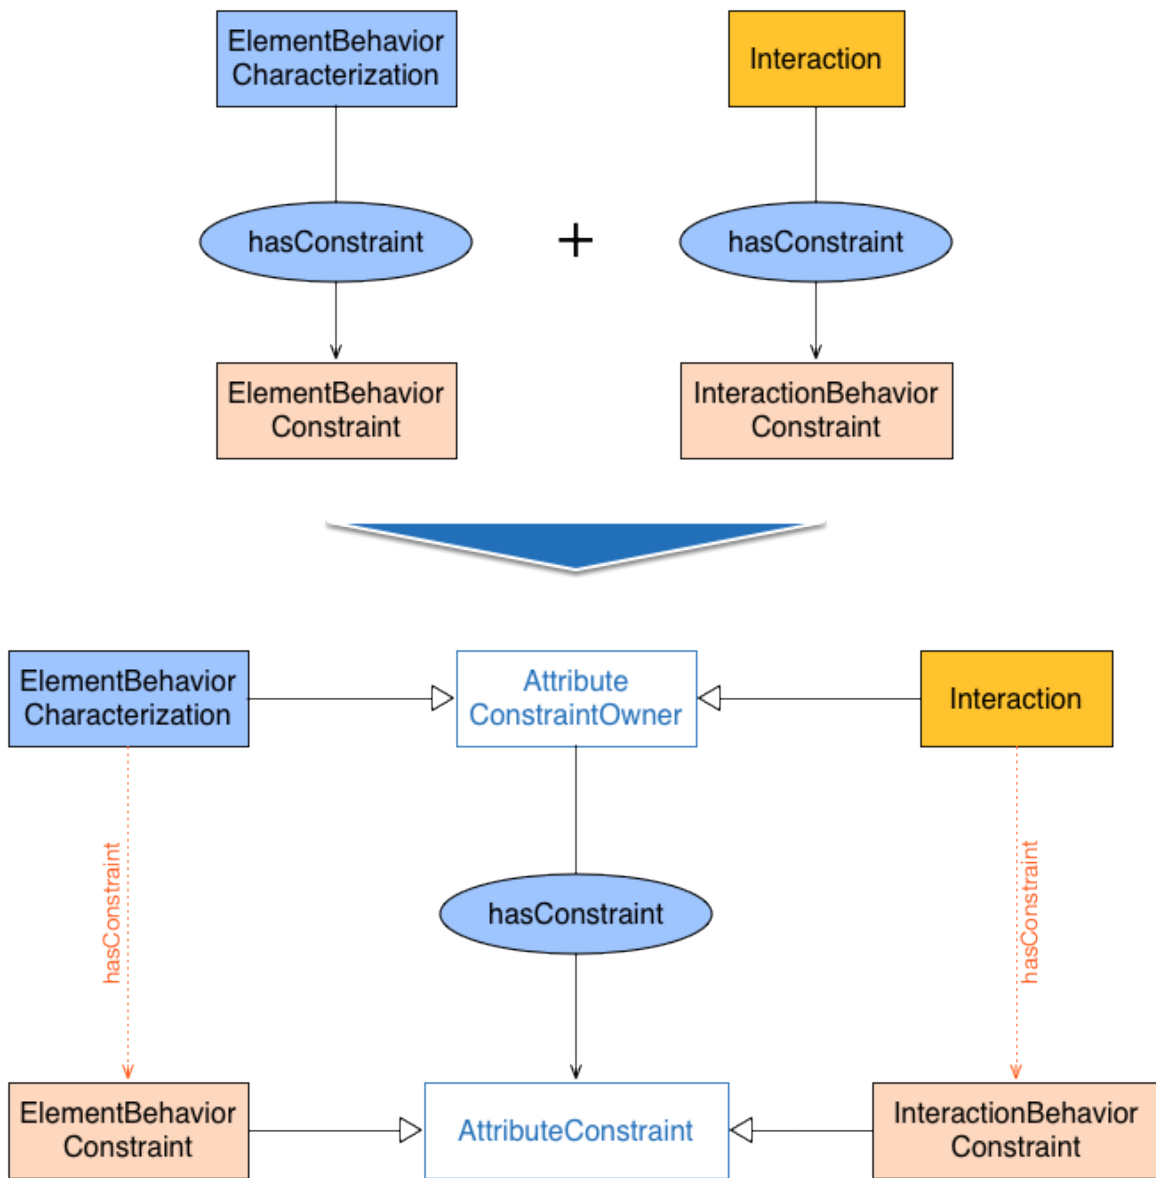 ElementBehavior
Characterization
Interaction
hasConstraint
+
hasConstraint
ElementBehavior
Constraint
InteractionBehavior
Constraint
ElementBehavior
Characterization
Attribute
ConstraintOwner
Interaction
hasConstraint
hasConstraint
hasConstraint
ElementBehavior
Constraint
AttributeConstraint
InteractionBehavior
Constraint